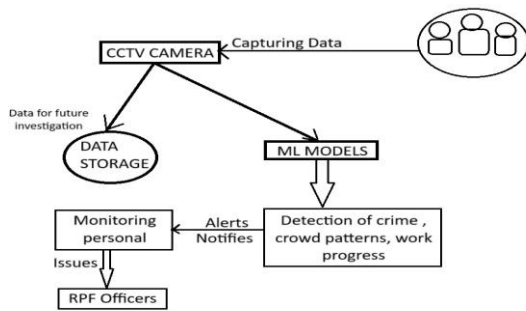 CCTV CAMERA
Capturing Data
Data for future
investigation
DATA
STORAGE
ML MODELS
Detection of crime ,
crowd patterns, work
progress
Alerts
Notifies
Monitoring
personal
Issues
RPF Officers